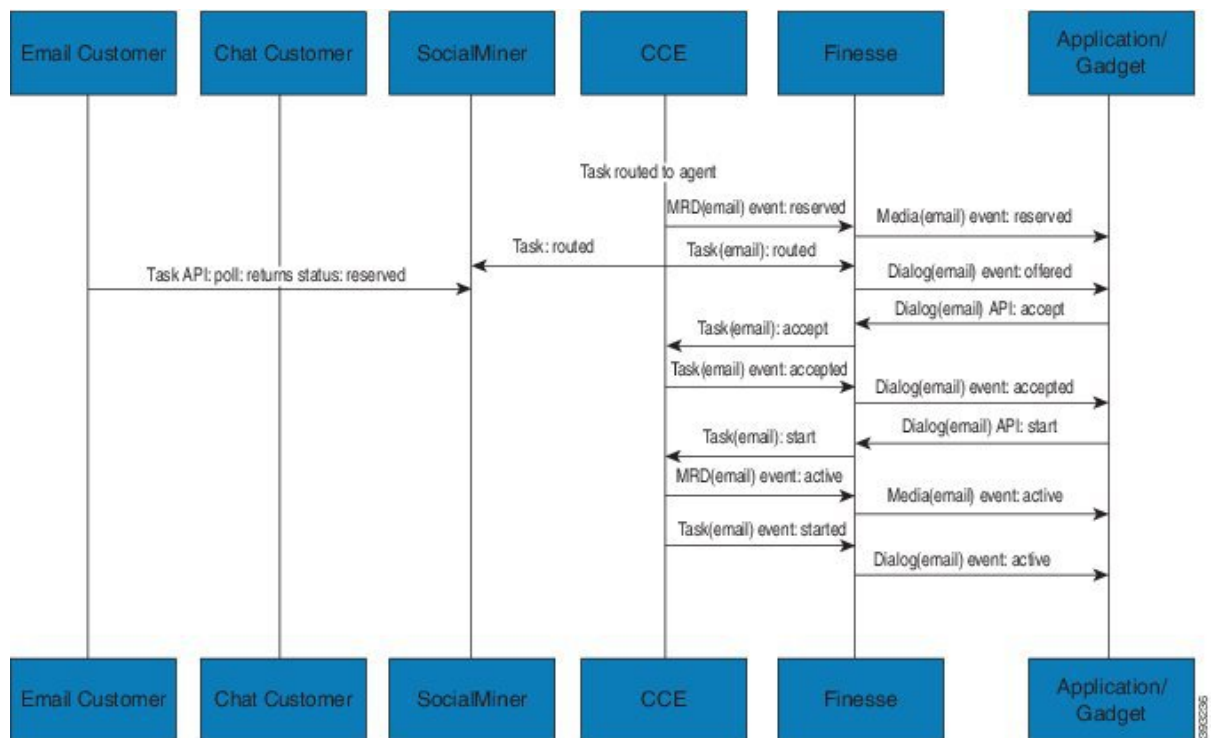 Email Customer
Chat Customer
SocialMiner
CCE
Finesse
Application/
Gadget
Task routed to agent
MRD(email) event: reserved
Media(email) event: reserved
Task: routed
Task(email): routed
Task API: poll: returns status: reserved
Dialog(email) event: offered
Dialog(email) API: accept
Task(email): accept
Task(email) event: accepted
Dialog(email) event: accepted
Dialog(email) API: start
Task(email): start
MRD(email) event: active
Media(email) event: active
Task(email) event: started
Dialog(email) event: active
Email Customer
Chat Customer
SocialMiner
CCE
Finesse
Application/
Gadget
393236